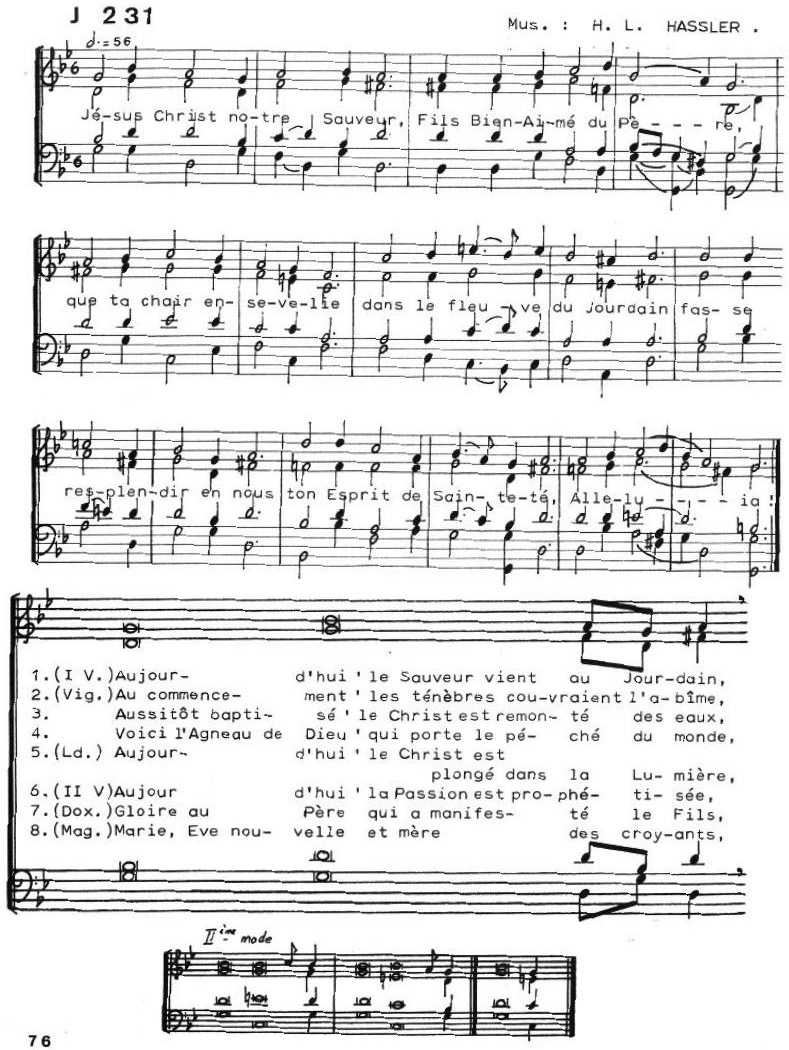 J 231
Mus. : H. L. HASSLER .
=56
Jé-sus Christ no-tre Sauveur, Fils Bien-Ai-mé du Pè - - - re,
que ta chair en- se-ve-lie dans le fleu - ve du Jourdain fas- se
res-plen-dir en nous ton Esprit de Sain- te-té, Alle-lu - - - - ia !
1.(I V.)Aujour- d'hui ' le Sauveur vient au Jour-dain,
2.(Vig.)Au commence- ment ' les ténèbres cou-vraient l'a-bîme,
3. Aussitôt bapti- sé ' le Christ est remon- té des eaux,
4. Voici l'Agneau de Dieu ' qui porte le pé- ché du monde,
5.(Ld.) Aujour- d'hui ' le Christ est
plongé dans la Lu- mière,
6.(II V)Aujour d'hui ' la Passion est pro-phé- ti- sée,
7.(Dox.)Gloire au Père qui a manifes- té le Fils,
8.(Mag.)Marie, Eve nou- velle et mère des croy-ants,
II ième mode
76